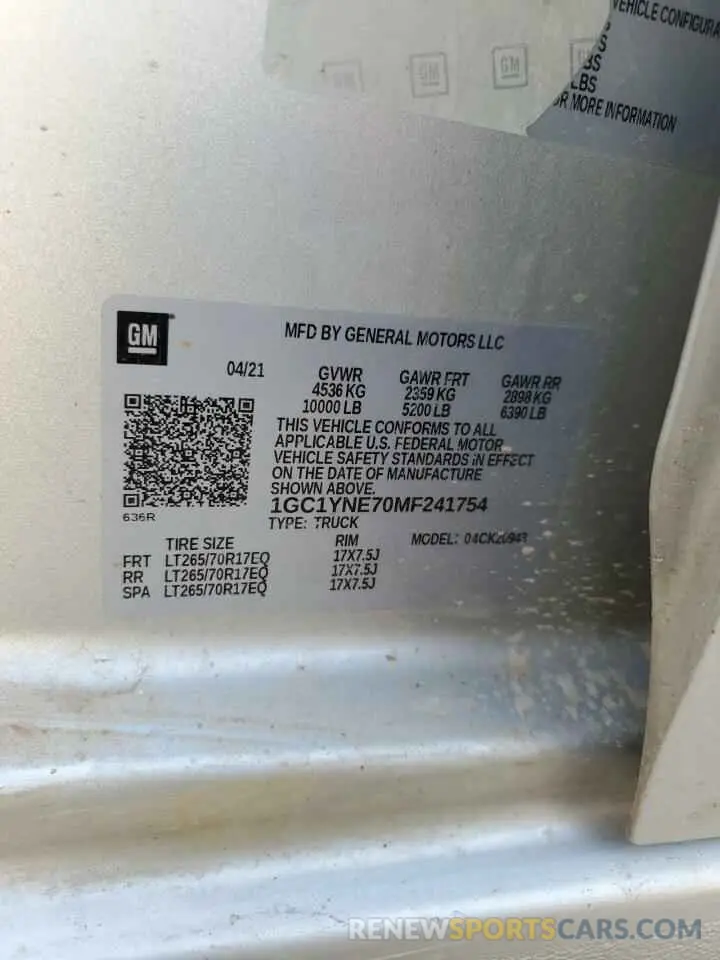 VEHICLE CONFIGURA
S
S
BS
LBS
OR MORE INFORMATION
GM GM GM
GM
MFD BY GENERAL MOTORS LLC
04/21 GVWR GAWR FRT GAWR RR
4536 KG 2359 KG 2898 KG
10000 LB 5200 LB 6390 LB
THIS VEHICLE CONFORMS TO ALL
APPLICABLE U.S. FEDERAL MOTOR
VEHICLE SAFETY STANDARDS IN EFFECT
ON THE DATE OF MANUFACTURE
SHOWN ABOVE.
1GC1YNE70MF241754
636R TYPE: TRUCK
TIRE SIZE RIM MODEL:
FRT LT265/70R17EQ 17X7.5J
RR LT265/70R17EQ 17X7.5J
SPA LT265/70R17EQ 17X7.5J
RENEWSPORTSCARS.COM